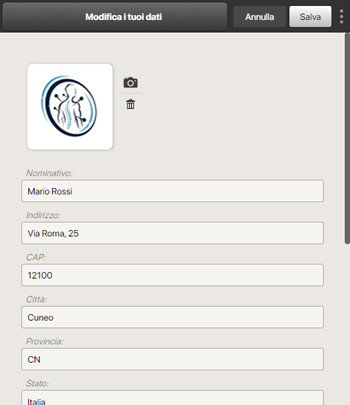 Modifica i tuoi dati
Annulla
Salva
Nominativo:
Mario Rossi
Indirizzo:
Via Roma, 25
CAP:
12100
Città:
Cuneo
Provincia:
CN
Stato:
Italia